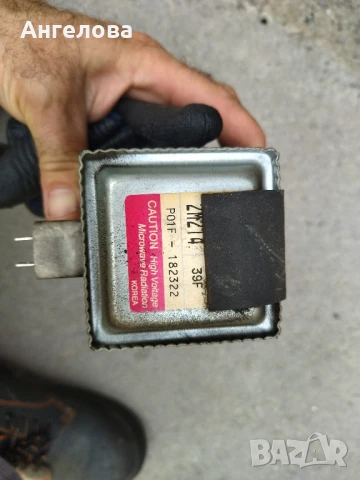 Ангелова
2M214
39F
P01F - 182322
CAUTION High Voltage
Microwave Radiation
KOREA
BAZAR